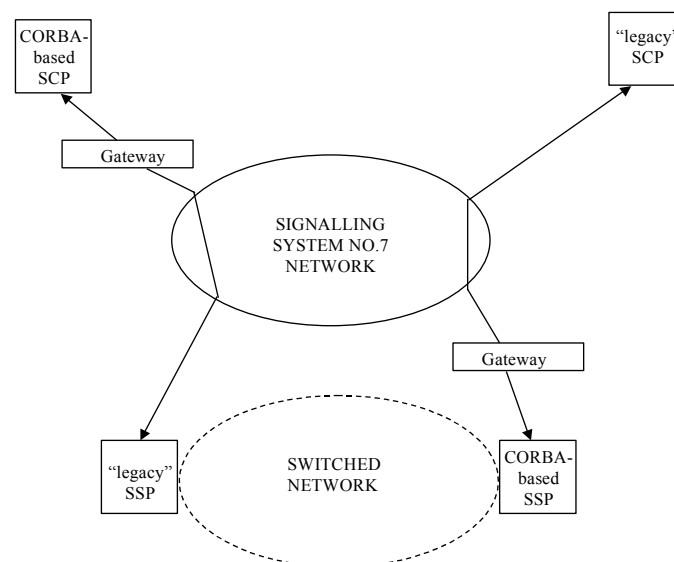 CORBA-
based
SCP
“legacy”
SCP
Gateway
SIGNALLING
SYSTEM NO.7
NETWORK
Gateway
“legacy”
SSP
SWITCHED
NETWORK
CORBA-
based
SSP